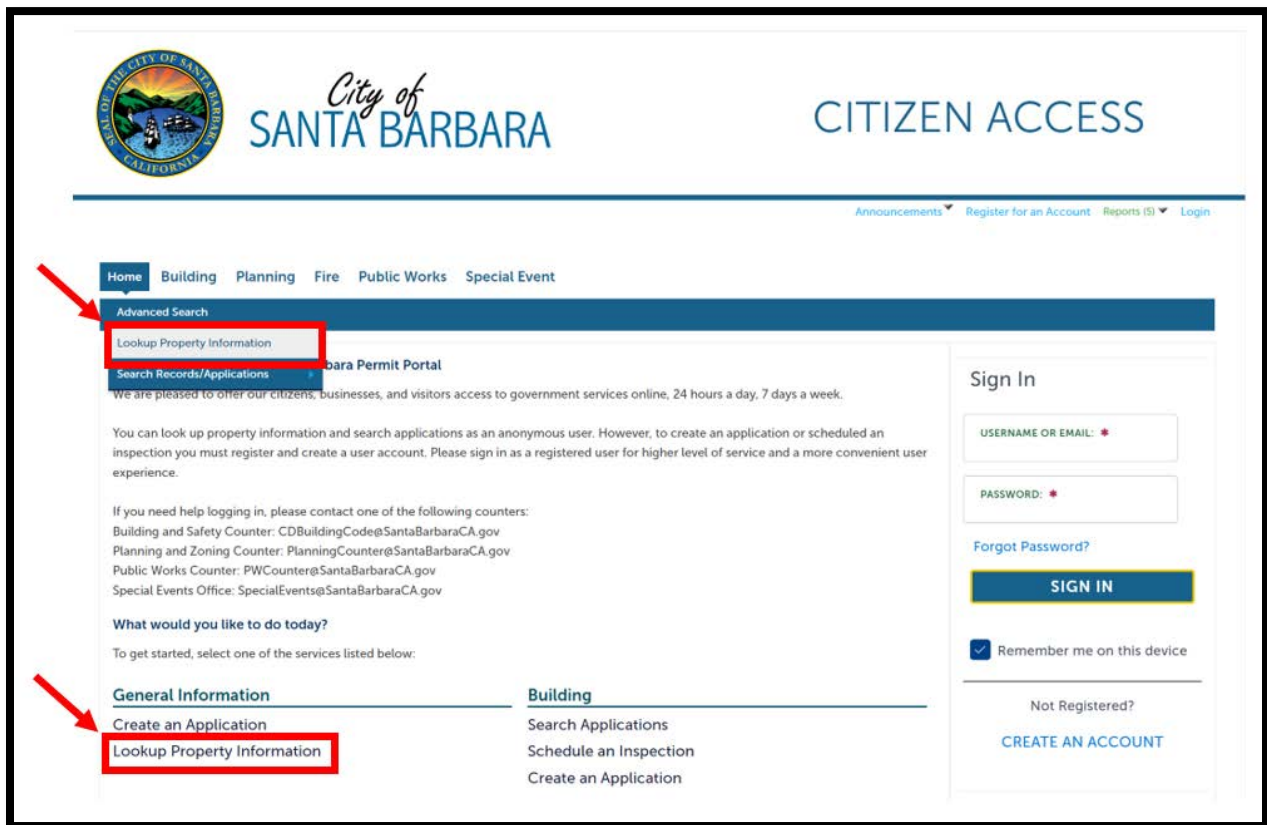 SEAL OF THE CITY OF SANTA BARBARA
CALIFORNIA
City of
SANTA BARBARA
CITIZEN ACCESS
Announcements Register for an Account Reports (5) Login
Home Building Planning Fire Public Works Special Event
Advanced Search
Lookup Property Information
Search Records/Applications
bara Permit Portal
We are pleased to offer our citizens, businesses, and visitors access to government services online, 24 hours a day, 7 days a week.
You can look up property information and search applications as an anonymous user. However, to create an application or scheduled an
inspection you must register and create a user account. Please sign in as a registered user for higher level of service and a more convenient user
experience.
If you need help logging in, please contact one of the following counters:
Building and Safety Counter: CDBuildingCode@SantaBarbaraCA.gov
Planning and Zoning Counter: PlanningCounter@SantaBarbaraCA.gov
Public Works Counter: PWCounter@SantaBarbaraCA.gov
Special Events Office: SpecialEvents@SantaBarbaraCA.gov
What would you like to do today?
To get started, select one of the services listed below:
General Information
Create an Application
Lookup Property Information
Building
Search Applications
Schedule an Inspection
Create an Application
Sign In
USERNAME OR EMAIL: *
PASSWORD: *
Forgot Password?
SIGN IN
Remember me on this device
Not Registered?
CREATE AN ACCOUNT